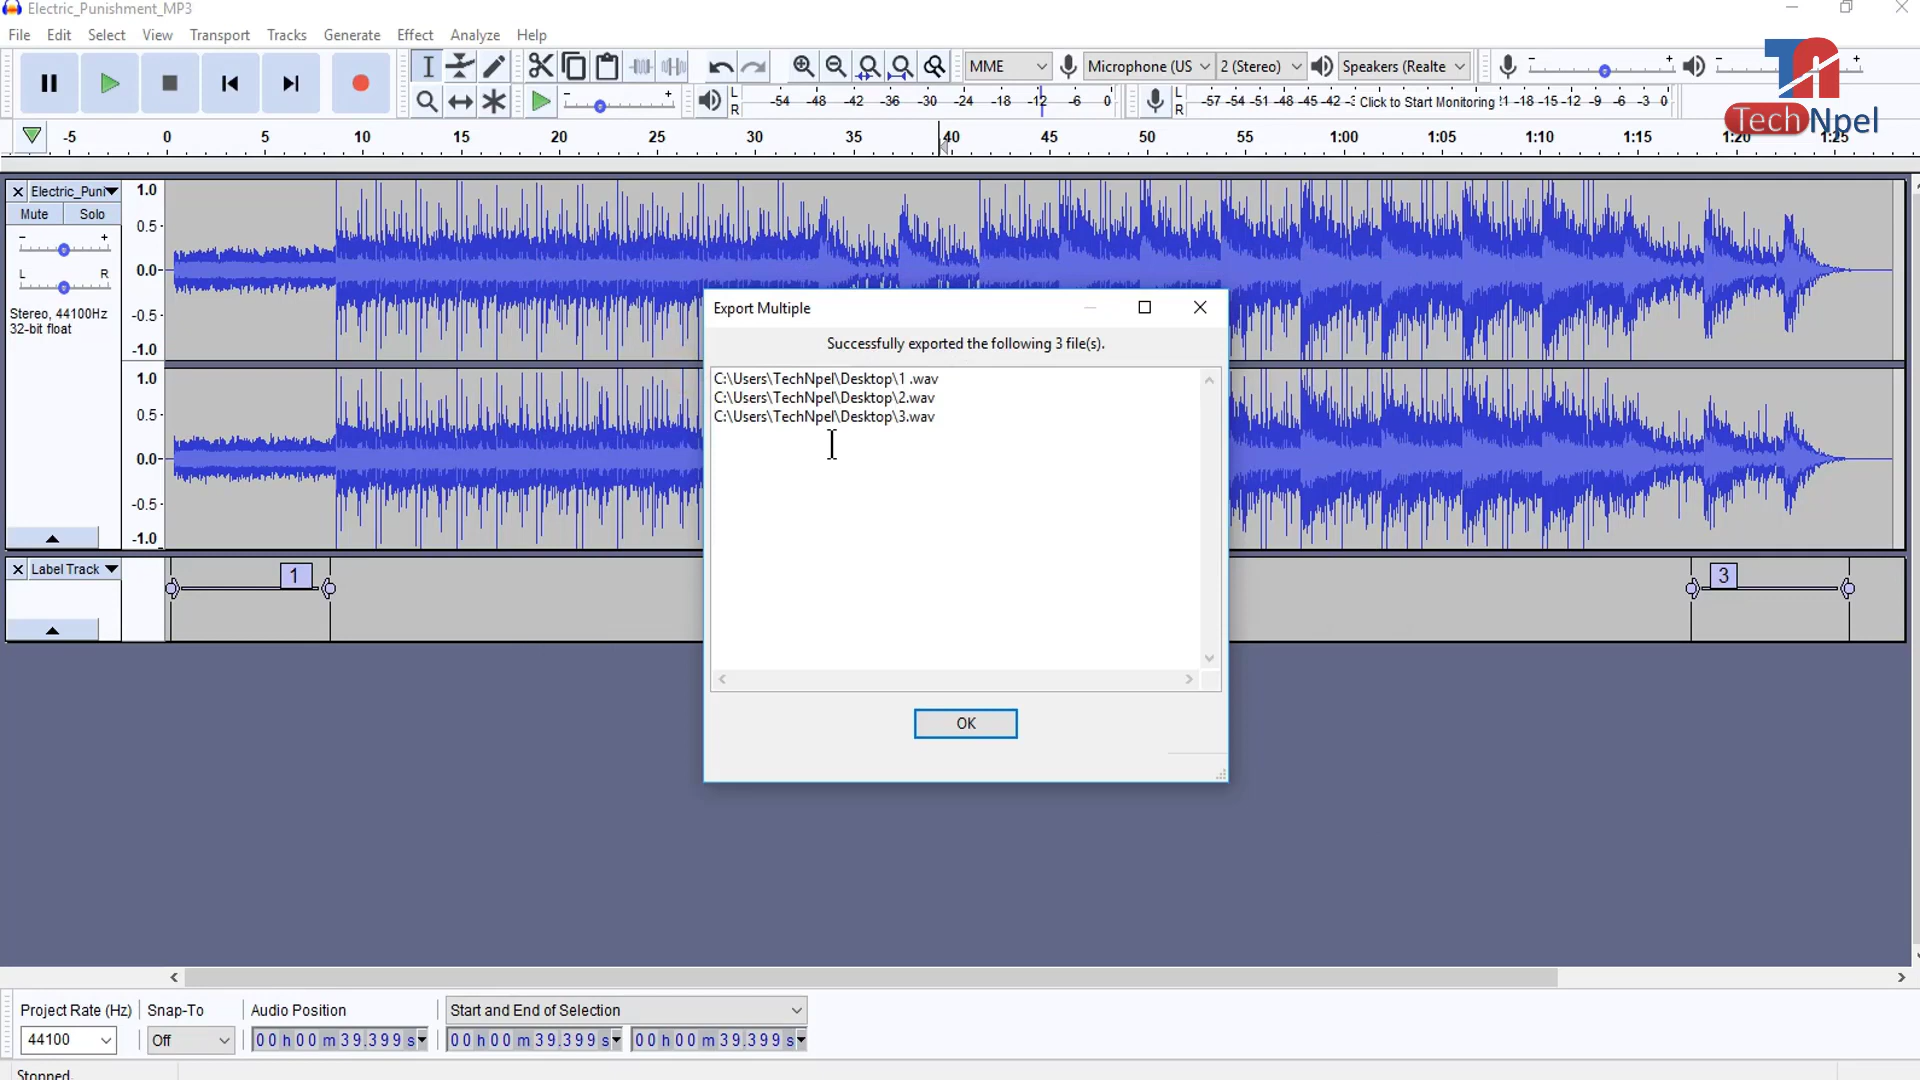 Electric_Punishment_MP3
File Edit Select View Transport Tracks Generate Effect Analyze Help
MME Microphone (US 2 (Stereo) Speakers (Realte
L
R
-54 -48 -42 -36 -30 -24 -18 -12 -6 0
L
R
-57 -54 -51 -48 -45 -42 -3 Click to Start Monitoring !1 -18 -15 -12 -9 -6 -3 0
Tech Npel
-5 0 5 10 15 20 25 30 35 40 45 50 55 1:00 1:05 1:10 1:15 1:20 1:25
Electric_Puni
Mute Solo
- +
L R
Stereo, 44100Hz
32-bit float
1.0
0.5
0.0
-0.5
-1.0
1.0
0.5
0.0
-0.5
-1.0
Export Multiple
Successfully exported the following 3 file(s).
C:\Users\TechNpel\Desktop\1 .wav
C:\Users\TechNpel\Desktop\2.wav
C:\Users\TechNpel\Desktop\3.wav
OK
Label Track
1
3
Project Rate (Hz) Snap-To Audio Position Start and End of Selection
44100 Off 00 h 00 m 39.399 s 00 h 00 m 39.399 s 00 h 00 m 39.399 s
Stopped.